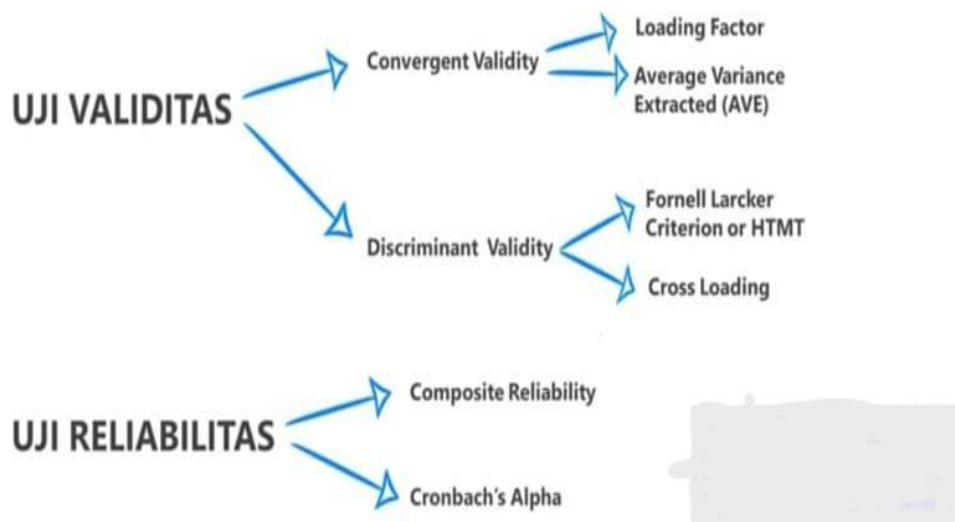 Loading Factor
Convergent Validity
Average Variance
Extracted (AVE)
UJI VALIDITAS
Fornell Larcker
Criterion or HTMT
Discriminant Validity
Cross Loading
Composite Reliability
UJI RELIABILITAS
Cronbach's Alpha